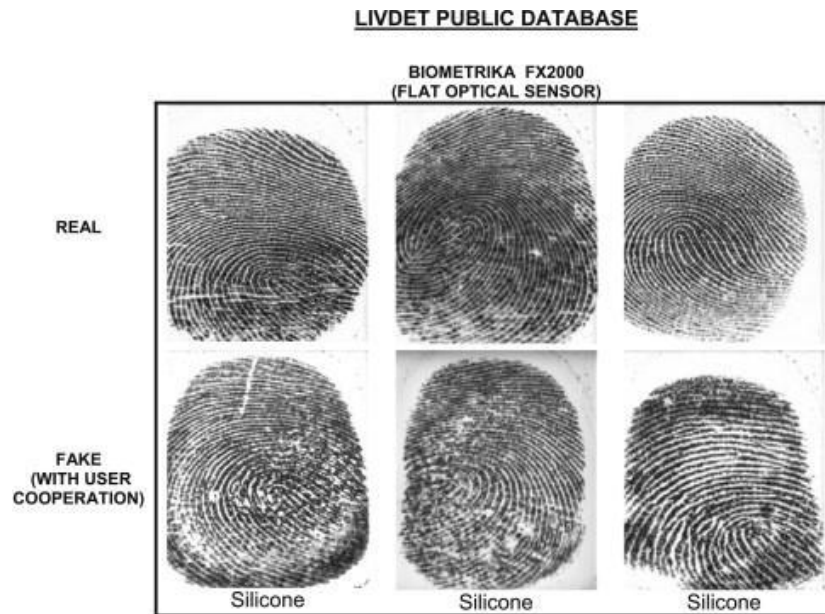 LIVDET PUBLIC DATABASE
BIOMETRIKA FX2000
(FLAT OPTICAL SENSOR)
REAL
FAKE
(WITH USER
COOPERATION)
Silicone Silicone Silicone